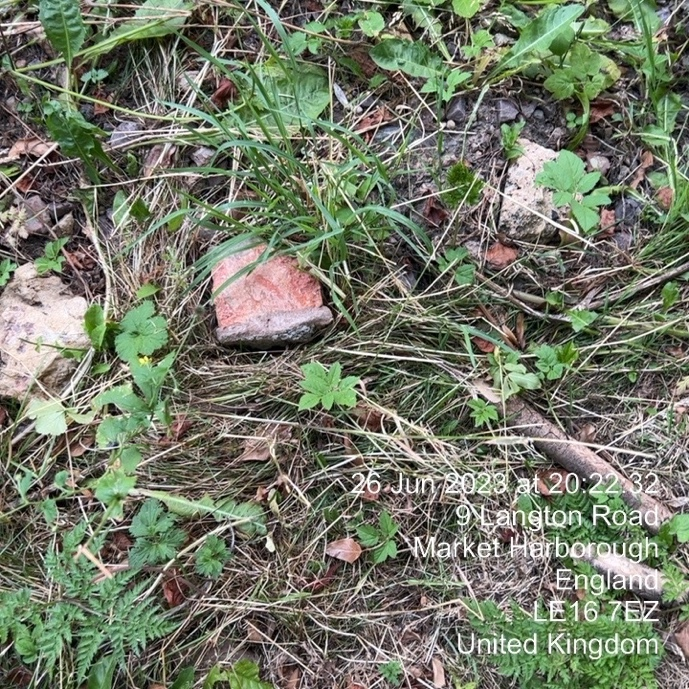 26 Jun 2023 at 20:22:32
9 Langton Road
Market Harborough
England
LE16 7EZ
United Kingdom